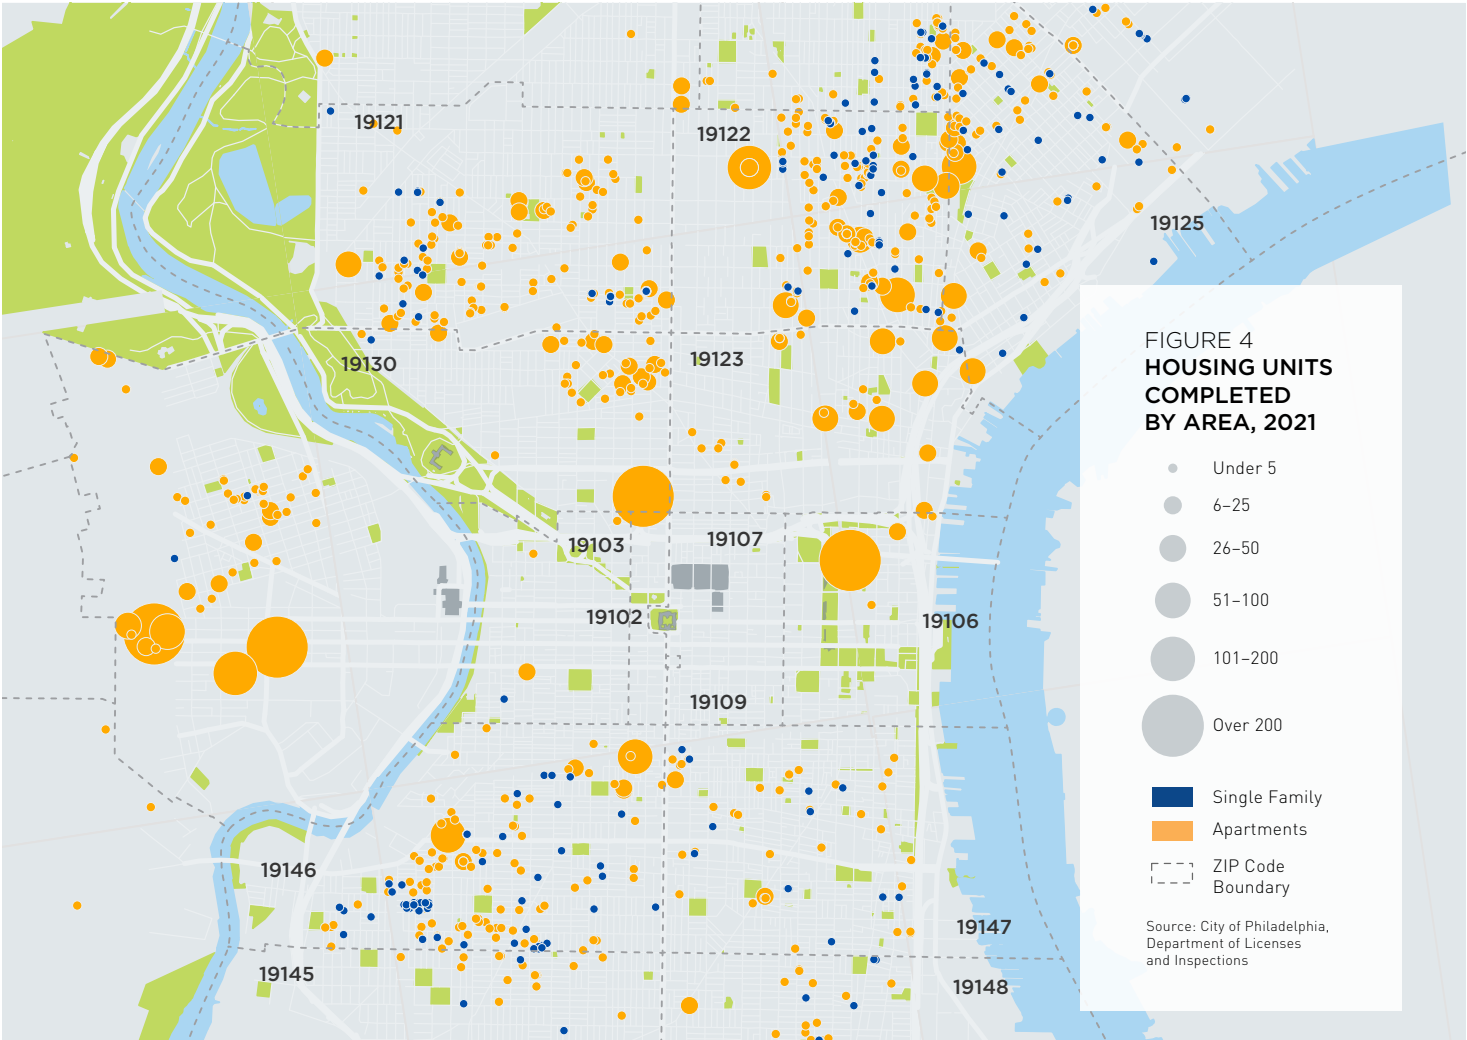 19121
19122
19125
19130
19123
19103
19107
19102
19106
19109
19146
19147
19145
19148
FIGURE 4
HOUSING UNITS
COMPLETED
BY AREA, 2021
Under 5
6–25
26–50
51–100
101–200
Over 200
Single Family
Apartments
ZIP Code
Boundary
Source: City of Philadelphia,
Department of Licenses
and Inspections